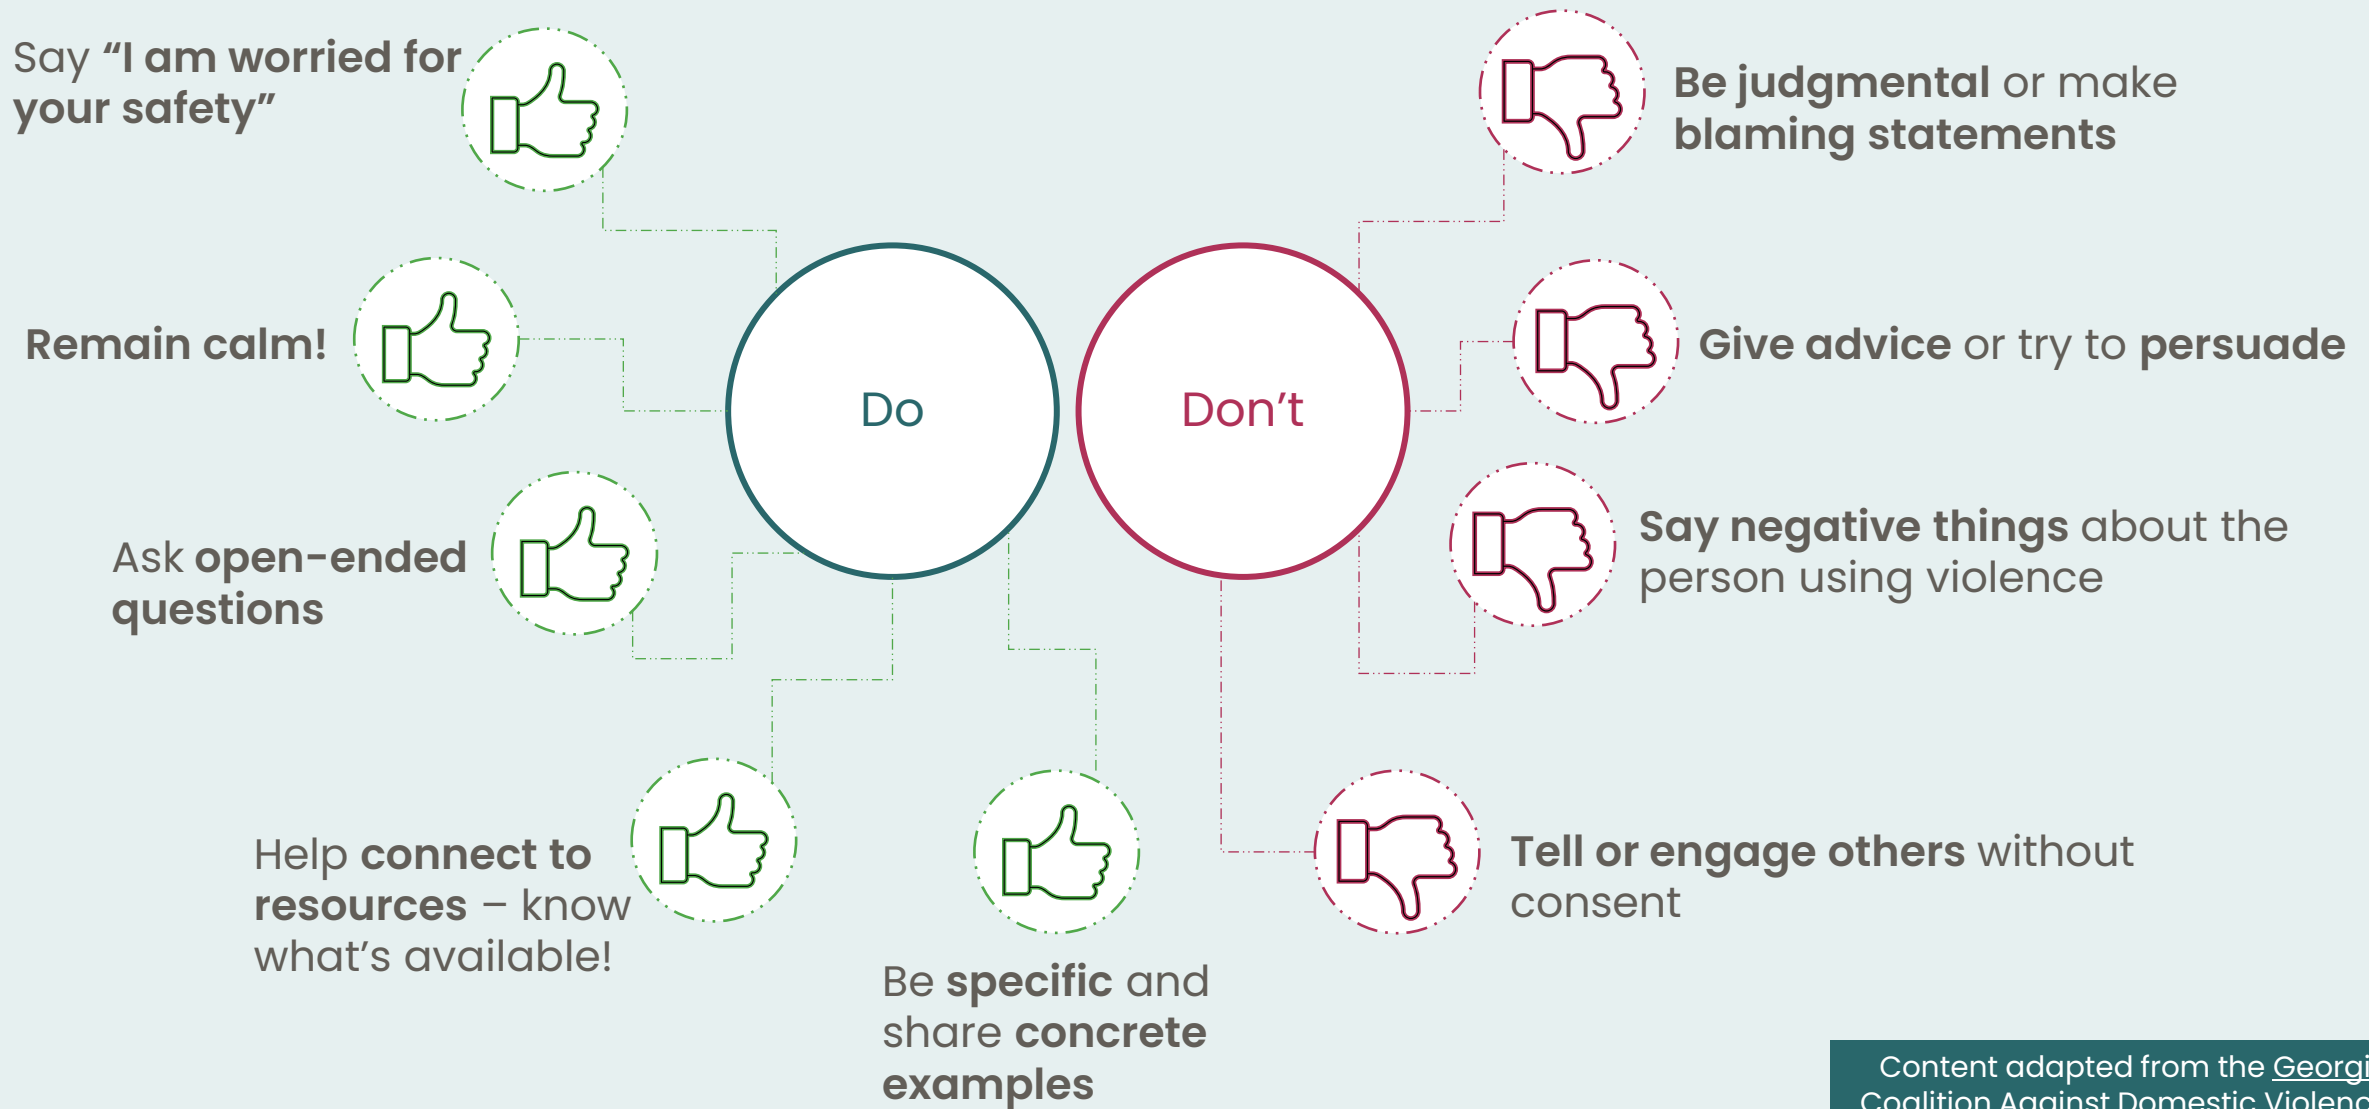 Say “I am worried for
your safety”
Remain calm!
Ask open-ended
questions
Help connect to
resources – know
what’s available!
Be specific and
share concrete
examples
Do
Don’t
Be judgmental or make
blaming statements
Give advice or try to persuade
Say negative things about the
person using violence
Tell or engage others without
consent
Content adapted from the
Coalition Against Domestic